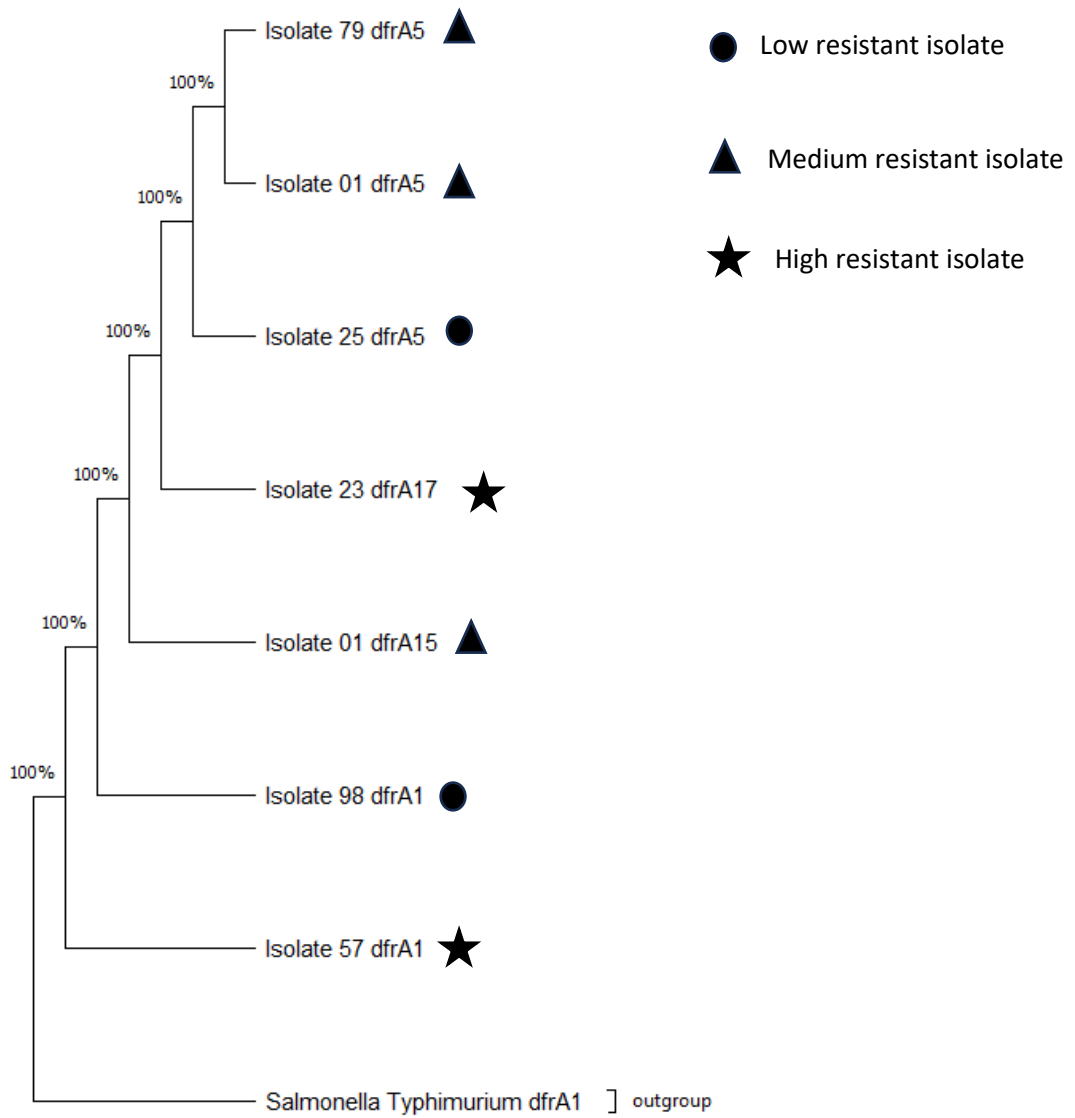 Isolate 79 dfrA5
Low resistant isolate
100%
Medium resistant isolate
Isolate 01 dfrA5
100%
High resistant isolate
Isolate 25 dfrA5
100%
100%
Isolate 23 dfrA17
100%
Isolate 01 dfrA15
100%
Isolate 98 dfrA1
Isolate 57 dfrA1
Salmonella Typhimurium dfrA1
outgroup